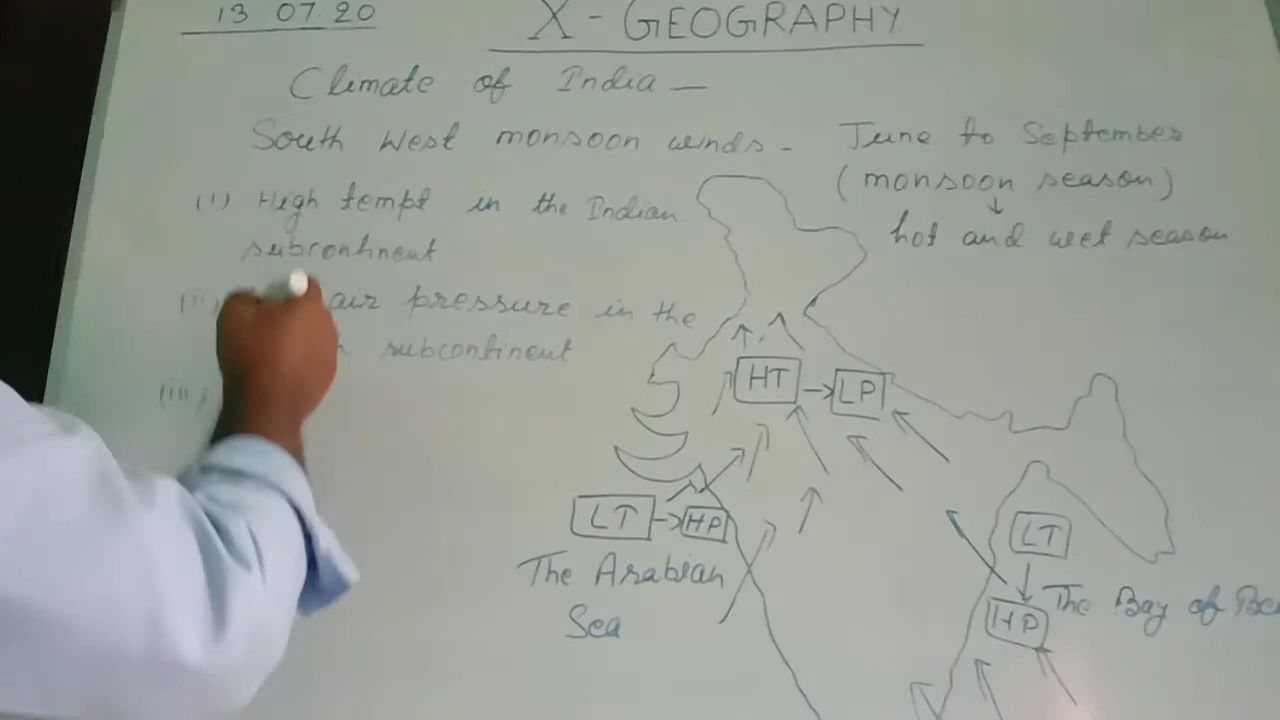 13 07 20
X - GEOGRAPHY
Climate of India —
South West monsoon winds - June to September
(monsoon season)
↓
hot and wet season
(i) High tempt in the Indian
subcontinent
(ii) air pressure in the
subcontinent
(iii)
HT → LP
LT → HP
The Arabian
Sea
LT
↓
HP
The Bay of